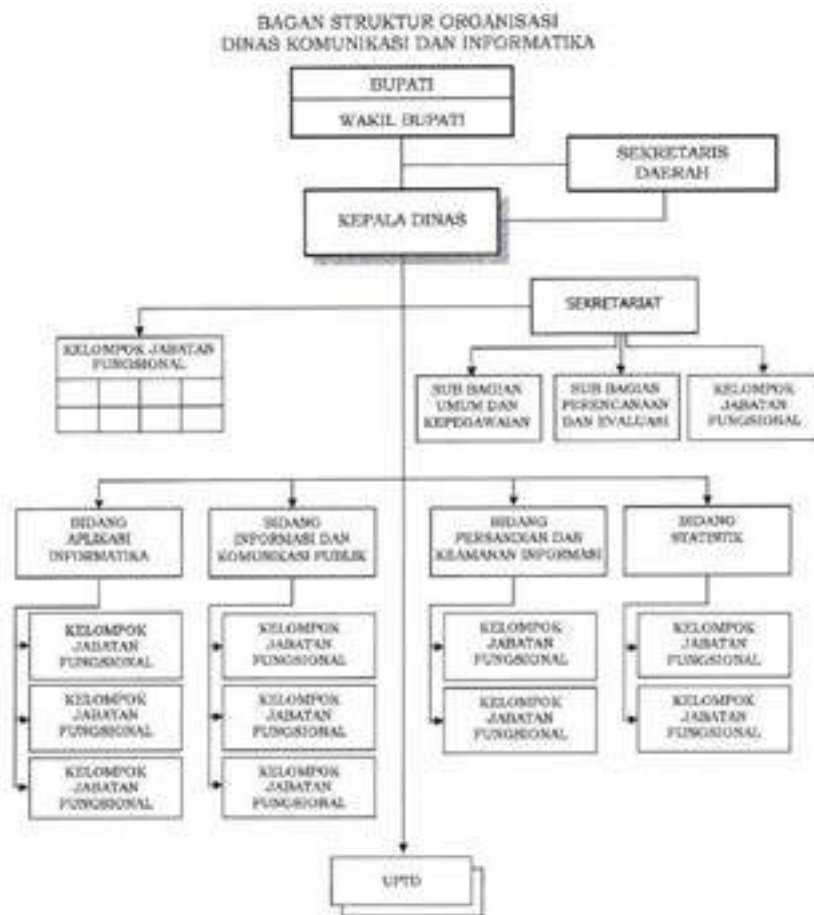 BAGAN STRUKTUR ORGANISASI
DINAS KOMUNIKASI DAN INFORMATIKA
BUPATI
WAKIL BUPATI
SEKRETARIS
DAERAH
KEPALA DINAS
SEKRETARIAT
KELOMPOK JABATAN
FUNGSIONAL
SUB BAGIAN
UMUM DAN
KEPEGAWAIAN
SUB BAGIAN
PERENCANAAN
DAN EVALUASI
KELOMPOK
JABATAN
FUNGSIONAL
BIDANG
APLIKASI
INFORMATIKA
BIDANG
INFORMASI DAN
KOMUNIKASI PUBLIK
BIDANG
PERSANDIAN DAN
KEAMANAN INFORMASI
BIDANG
STATISTIK
KELOMPOK
JABATAN
FUNGSIONAL
KELOMPOK
JABATAN
FUNGSIONAL
KELOMPOK
JABATAN
FUNGSIONAL
KELOMPOK
JABATAN
FUNGSIONAL
KELOMPOK
JABATAN
FUNGSIONAL
KELOMPOK
JABATAN
FUNGSIONAL
KELOMPOK
JABATAN
FUNGSIONAL
KELOMPOK
JABATAN
FUNGSIONAL
KELOMPOK
JABATAN
FUNGSIONAL
KELOMPOK
JABATAN
FUNGSIONAL
UPTD